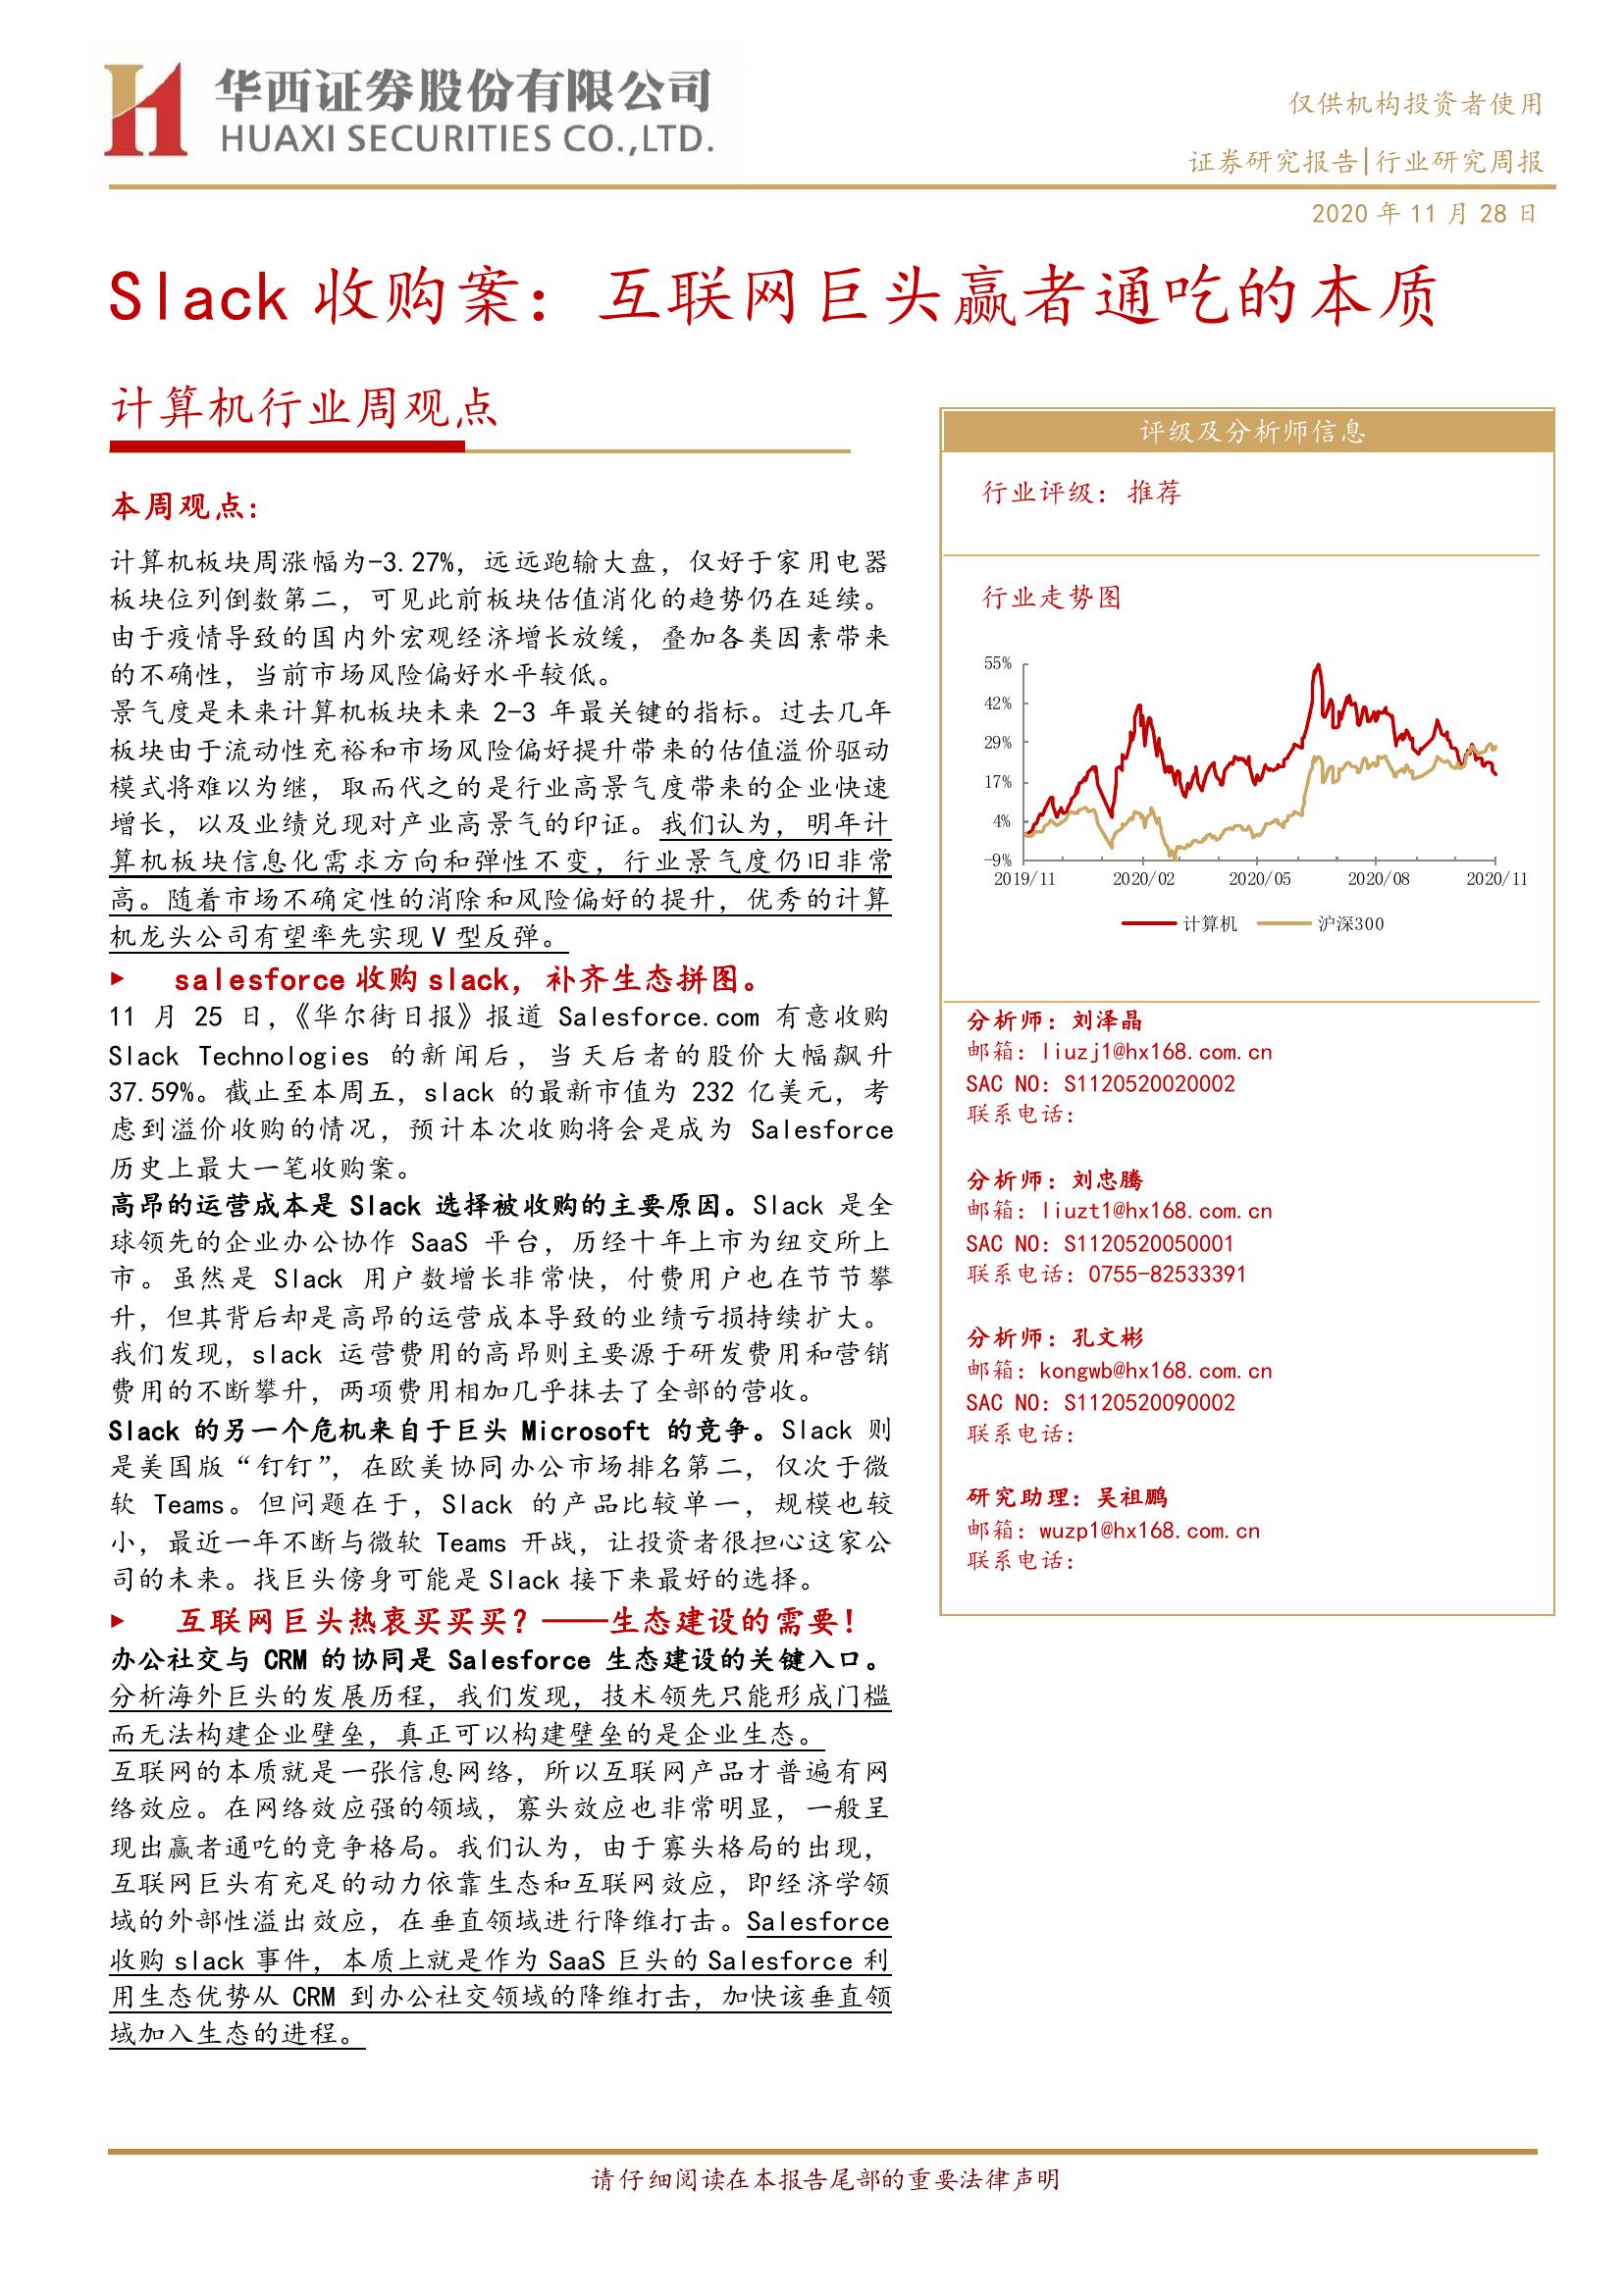 华西证券股份有限公司
HUAXI SECURITIES CO.,LTD.
仅供机构投资者使用
证券研究报告|行业研究周报
2020 年 11 月 28 日
Slack 收购案：互联网巨头赢者通吃的本质
计算机行业周观点
本周观点：
计算机板块周涨幅为-3.27%，远远跑输大盘，仅好于家用电器
板块位列倒数第二，可见此前板块估值消化的趋势仍在延续。
由于疫情导致的国内外宏观经济增长放缓，叠加各类因素带来
的不确性，当前市场风险偏好水平较低。
景气度是未来计算机板块未来 2-3 年最关键的指标。过去几年
板块由于流动性充裕和市场风险偏好提升带来的估值溢价驱动
模式将难以为继，取而代之的是行业高景气度带来的企业快速
增长，以及业绩兑现对产业高景气的印证。我们认为，明年计
算机板块信息化需求方向和弹性不变，行业景气度仍旧非常
高。随着市场不确定性的消除和风险偏好的提升，优秀的计算
机龙头公司有望率先实现 V 型反弹。
▶ salesforce 收购 slack，补齐生态拼图。
11 月 25 日，《华尔街日报》报道 Salesforce.com 有意收购
Slack Technologies 的新闻后，当天后者的股价大幅飙升
37.59%。截止至本周五，slack 的最新市值为 232 亿美元，考
虑到溢价收购的情况，预计本次收购将会是成为 Salesforce
历史上最大一笔收购案。
高昂的运营成本是 Slack 选择被收购的主要原因。Slack 是全
球领先的企业办公协作 SaaS 平台，历经十年上市为纽交所上
市。虽然是 Slack 用户数增长非常快，付费用户也在节节攀
升，但其背后却是高昂的运营成本导致的业绩亏损持续扩大。
我们发现，slack 运营费用的高昂则主要源于研发费用和营销
费用的不断攀升，两项费用相加几乎抹去了全部的营收。
Slack 的另一个危机来自于巨头 Microsoft 的竞争。Slack 则
是美国版“钉钉”，在欧美协同办公市场排名第二，仅次于微
软 Teams。但问题在于，Slack 的产品比较单一，规模也较
小，最近一年不断与微软 Teams 开战，让投资者很担心这家公
司的未来。找巨头傍身可能是 Slack 接下来最好的选择。
▶ 互联网巨头热衷买买买？——生态建设的需要！
办公社交与 CRM 的协同是 Salesforce 生态建设的关键入口。
分析海外巨头的发展历程，我们发现，技术领先只能形成门槛
而无法构建企业壁垒，真正可以构建壁垒的是企业生态。
互联网的本质就是一张信息网络，所以互联网产品才普遍有网
络效应。在网络效应强的领域，寡头效应也非常明显，一般呈
现出赢者通吃的竞争格局。我们认为，由于寡头格局的出现，
互联网巨头有充足的动力依靠生态和互联网效应，即经济学领
域的外部性溢出效应，在垂直领域进行降维打击。Salesforce
收购 slack 事件，本质上就是作为 SaaS 巨头的 Salesforce 利
用生态优势从 CRM 到办公社交领域的降维打击，加快该垂直领
域加入生态的进程。
评级及分析师信息
行业评级：推荐
行业走势图
55%
42%
29%
17%
4%
-9%
2019/11 2020/02 2020/05 2020/08 2020/11
计算机 沪深300
分析师：刘泽晶
邮箱：liuzj1@hx168.com.cn
SAC NO：S1120520020002
联系电话：
分析师：刘忠腾
邮箱：liuzt1@hx168.com.cn
SAC NO：S1120520050001
联系电话：0755-82533391
分析师：孔文彬
邮箱：kongwb@hx168.com.cn
SAC NO：S1120520090002
联系电话：
研究助理：吴祖鹏
邮箱：wuzp1@hx168.com.cn
联系电话：
请仔细阅读在本报告尾部的重要法律声明